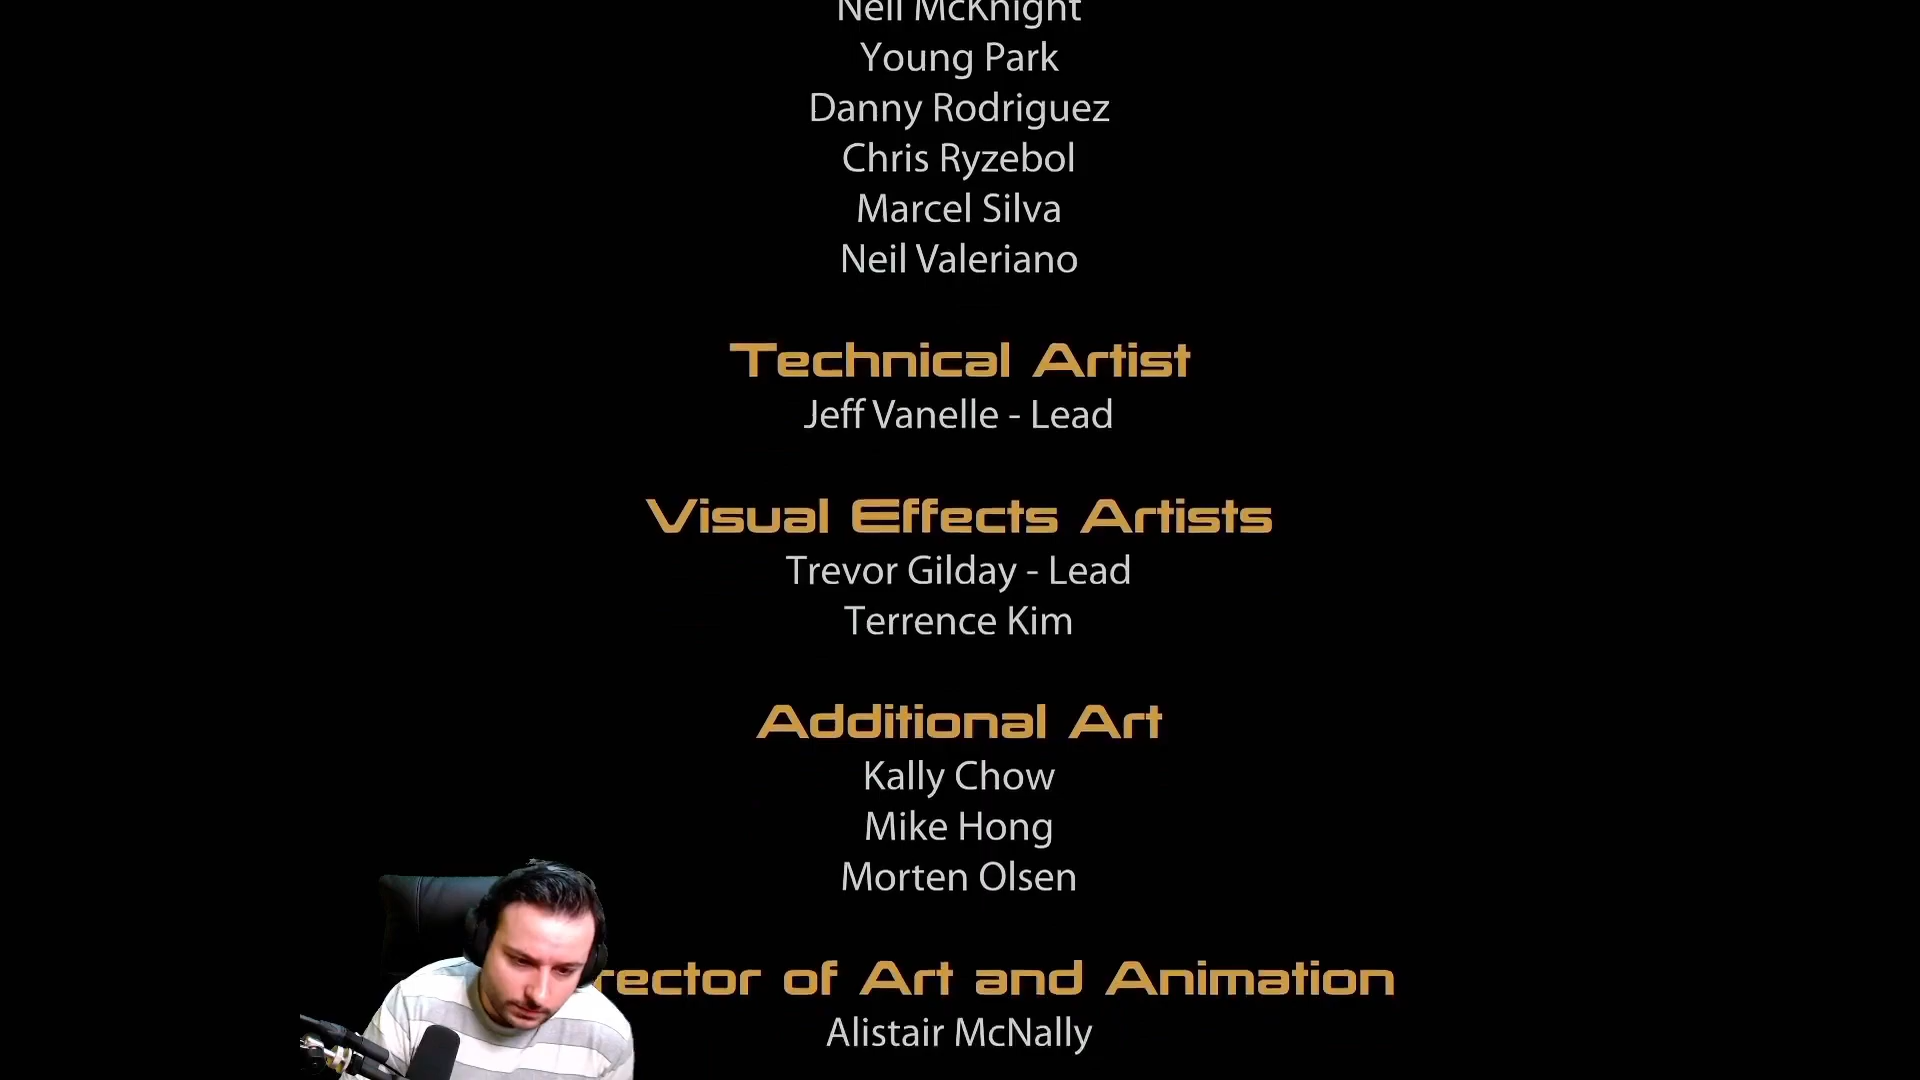 Neil McKnight
Young Park
Danny Rodriguez
Chris Ryzebol
Marcel Silva
Neil Valeriano
Technical Artist
Jeff Vanelle - Lead
Visual Effects Artists
Trevor Gilday - Lead
Terrence Kim
Additional Art
Kally Chow
Mike Hong
Morten Olsen
rector of Art and Animation
Alistair McNally